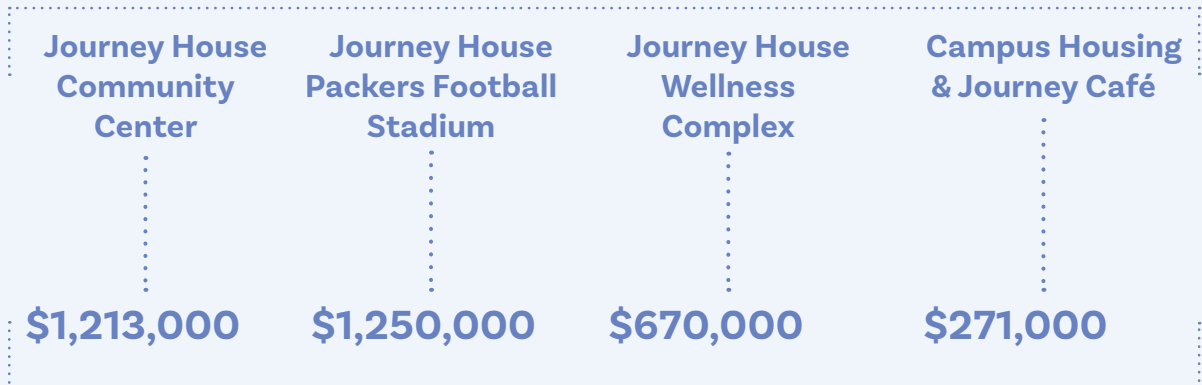 Journey House
Community
Center
Journey House
Packers Football
Stadium
Journey House
Wellness
Complex
Campus Housing
& Journey Café
$1,213,000
$1,250,000
$670,000
$271,000